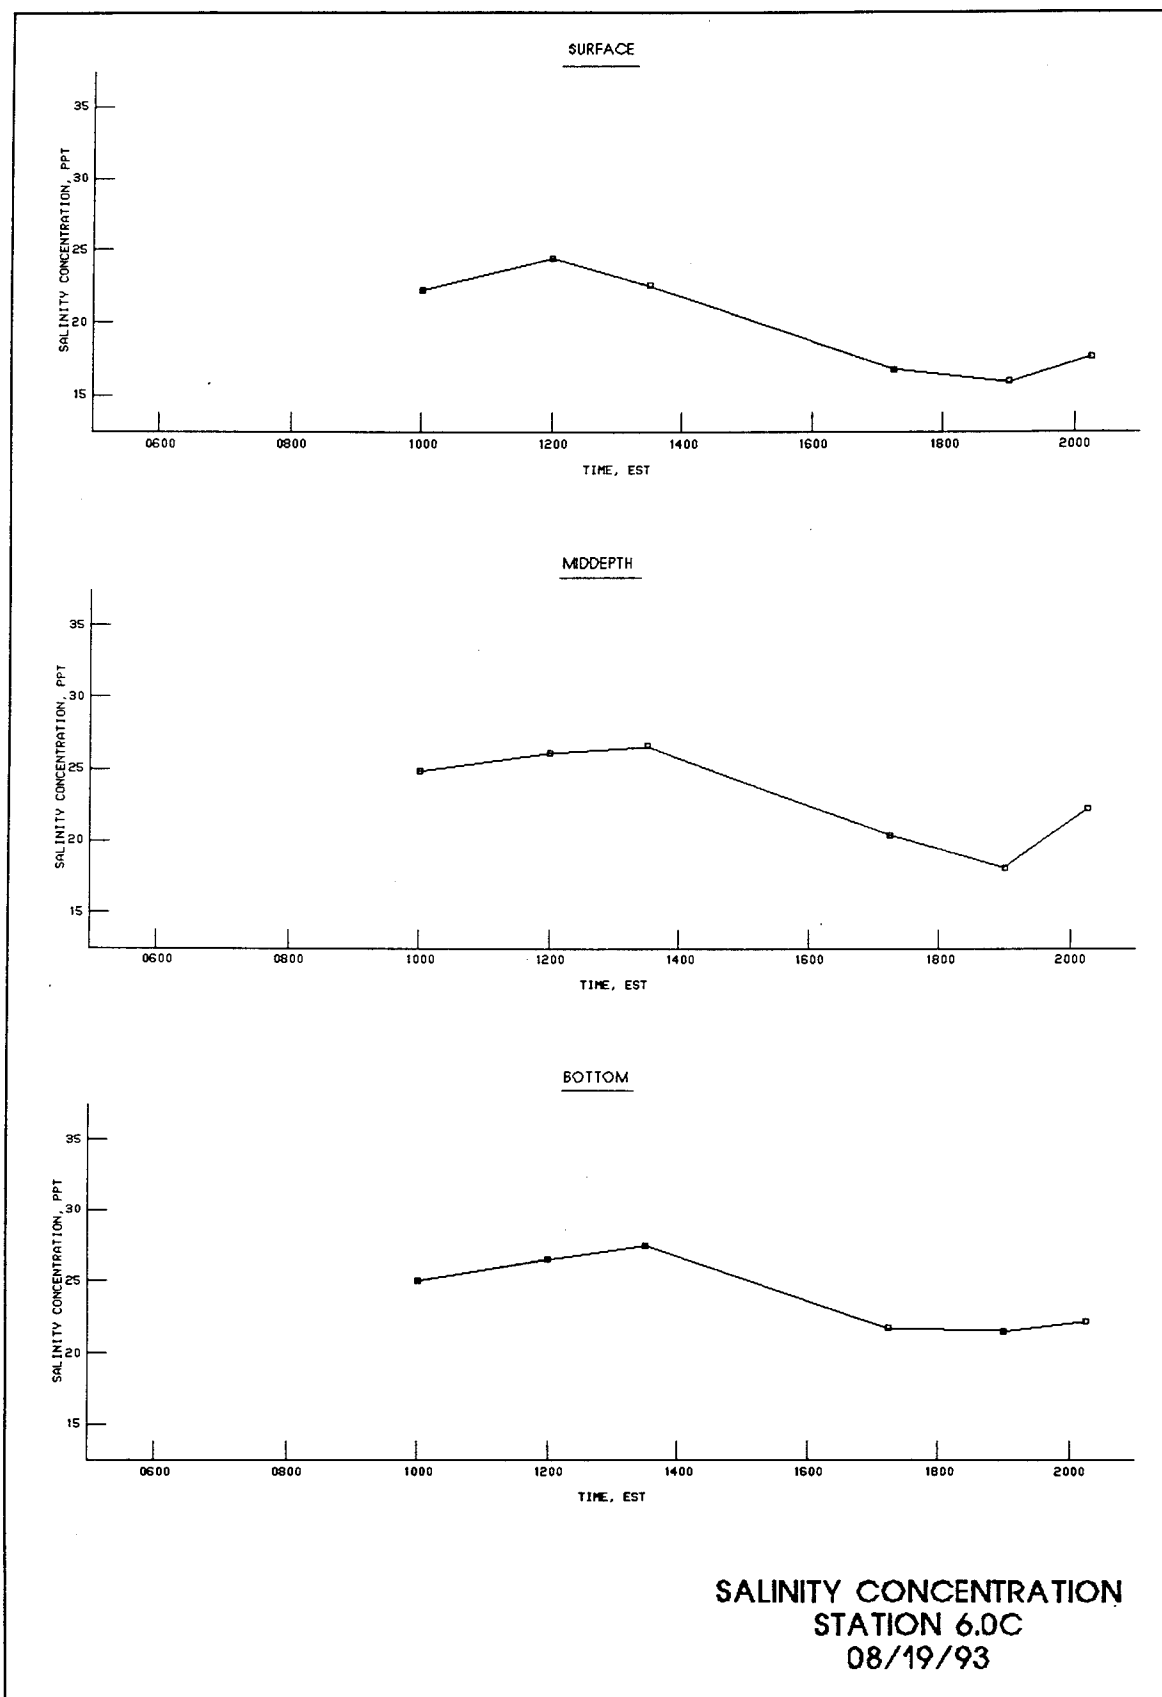 SURFACE
35
30
25
20
15
SALINITY CONCENTRATION, PPT
0600 0800 1000 1200 1400 1600 1800 2000
TIME, EST
MIDDEPTH
35
30
25
20
15
SALINITY CONCENTRATION, PPT
0600 0800 1000 1200 1400 1600 1800 2000
TIME, EST
BOTTOM
35
30
25
20
15
SALINITY CONCENTRATION, PPT
0600 0800 1000 1200 1400 1600 1800 2000
TIME, EST
SALINITY CONCENTRATION
STATION 6.0C
08/19/93